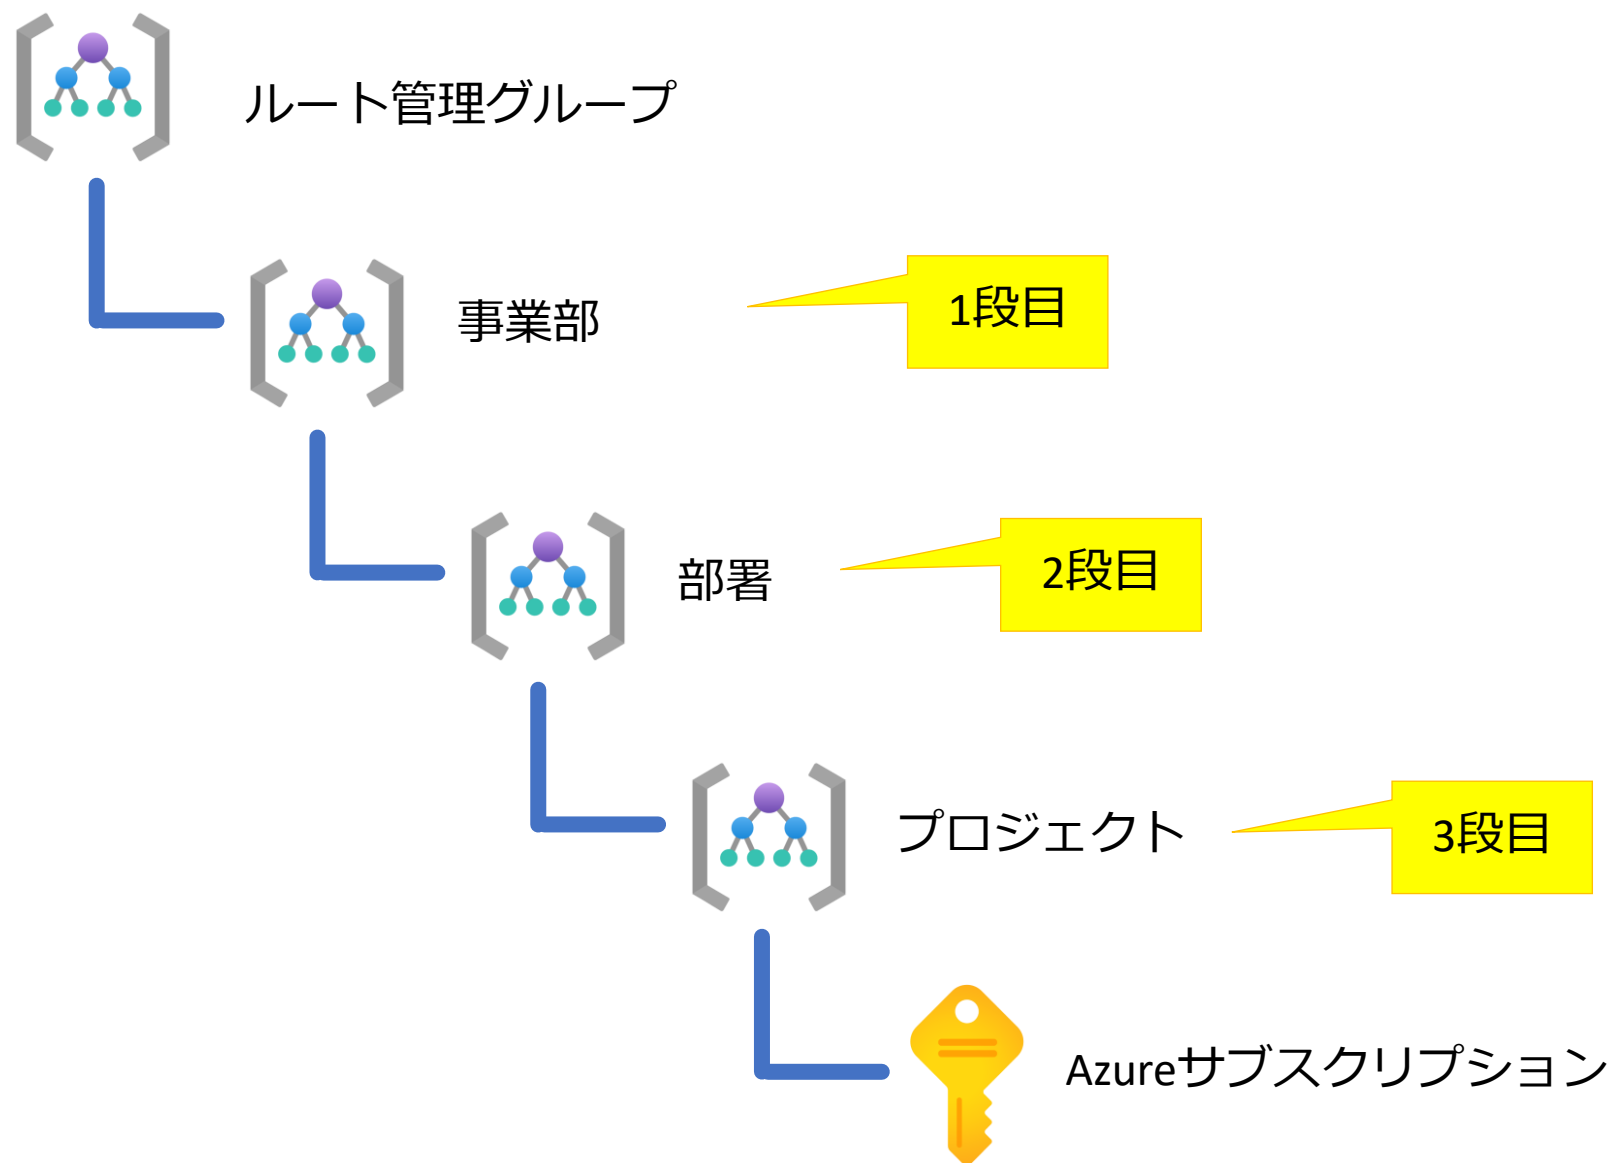 ルート管理グループ
事業部
1段目
部署
2段目
プロジェクト
3段目
Azureサブスクリプション